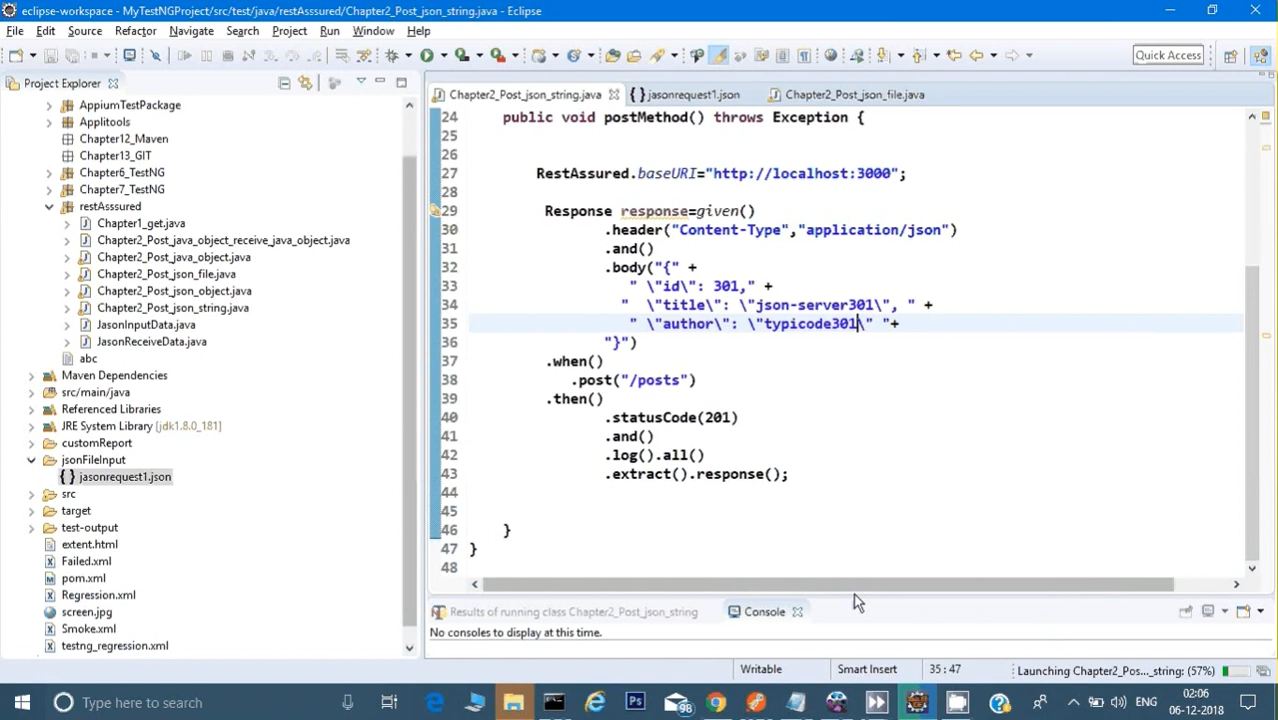 eclipse-workspace - MyTestNGProject/src/test/java/restAsssured/Chapter2_Post_json_string.java - Eclipse
File Edit Source Refactor Navigate Search Project Run Window Help
Quick Access
Project Explorer
AppiumTestPackage
Applitools
Chapter12_Maven
Chapter13_GIT
Chapter6_TestNG
Chapter7_TestNG
restAsssured
Chapter1_get.java
Chapter2_Post_java_object_receive_java_object.java
Chapter2_Post_java_object.java
Chapter2_Post_json_file.java
Chapter2_Post_json_object.java
Chapter2_Post_json_string.java
JasonInputData.java
JasonReceiveData.java
abc
Maven Dependencies
src/main/java
Referenced Libraries
JRE System Library [jdk1.8.0_181]
customReport
jsonFileInput
jasonrequest1.json
src
target
test-output
extent.html
Failed.xml
pom.xml
Regression.xml
screen.jpg
Smoke.xml
testng_regression.xml
Chapter2_Post_json_string.java jasonrequest1.json Chapter2_Post_json_file.java
24 public void postMethod() throws Exception {
25
26
27 RestAssured.baseURI="http://localhost:3000";
28
29 Response response=given()
30 .header("Content-Type","application/json")
31 .and()
32 .body("{" +
33 " \"id\": 301," +
34 " \"title\": \"json-server301\", " +
35 " \"author\": \"typicode301\" "+
36 "}")
37 .when()
38 .post("/posts")
39 .then()
40 .statusCode(201)
41 .and()
42 .log().all()
43 .extract().response();
44
45
46 }
47 }
48
Results of running class Chapter2_Post_json_string Console
No consoles to display at this time.
Writable Smart Insert 35 : 47 Launching Chapter2_Pos..._string: (57%)
Type here to search
98
ENG
02:06
06-12-2018